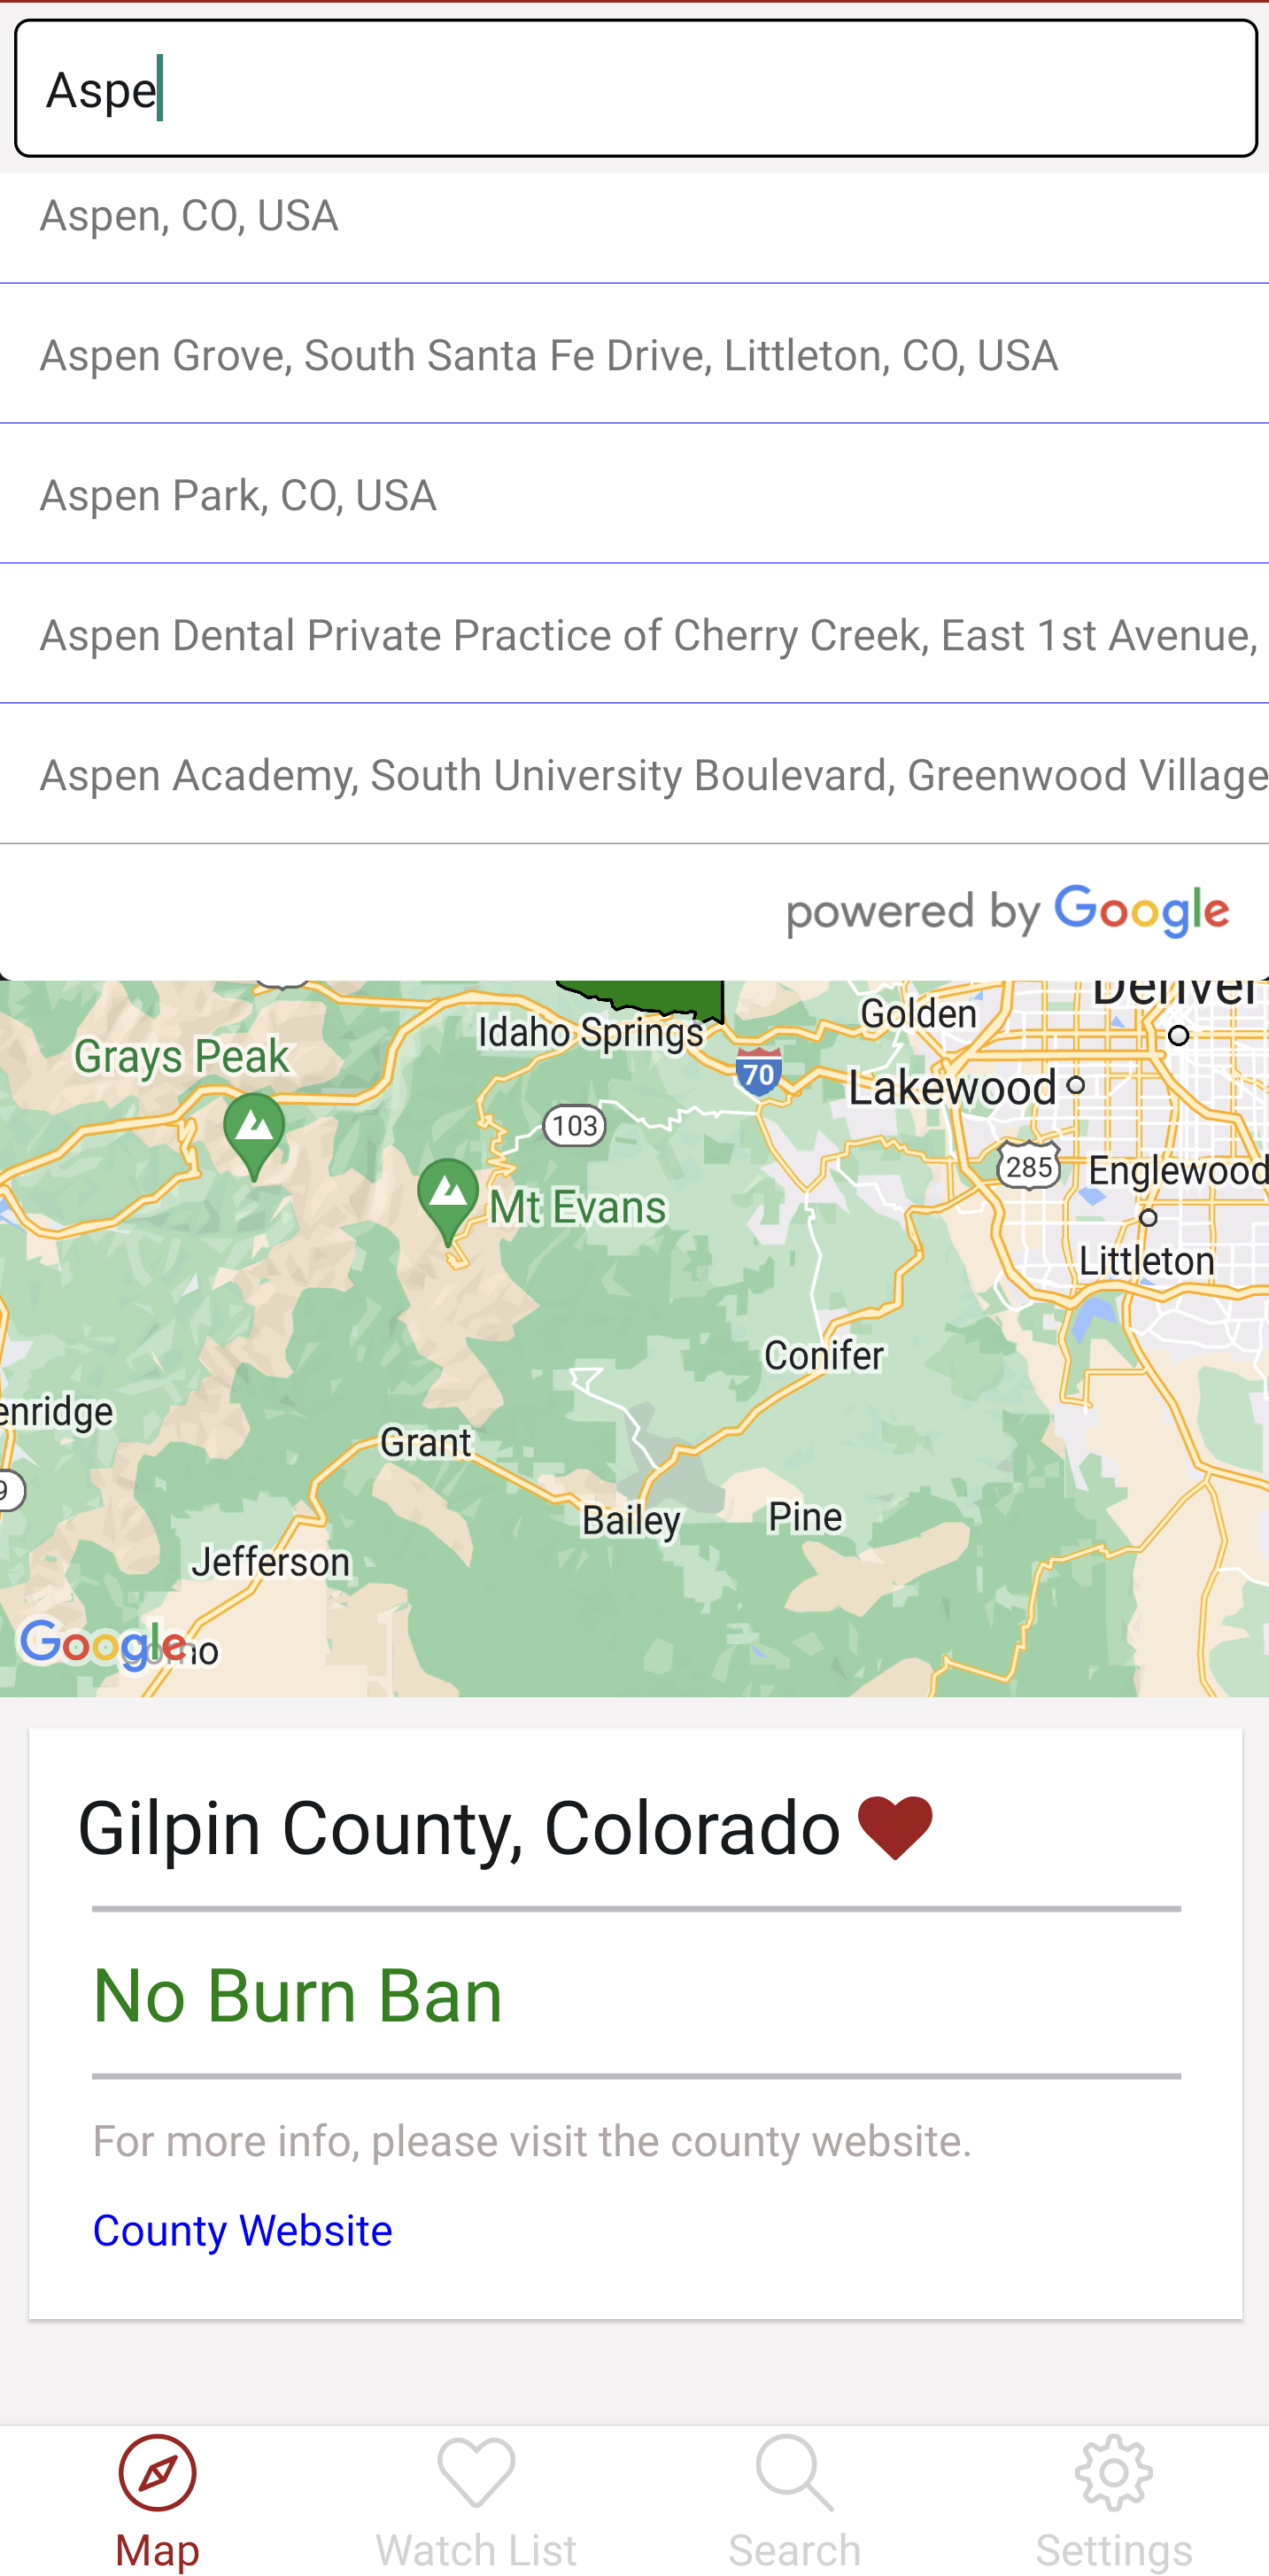 Aspe
Aspen, CO, USA
Aspen Grove, South Santa Fe Drive, Littleton, CO, USA
Aspen Park, CO, USA
Aspen Dental Private Practice of Cherry Creek, East 1st Avenue,
Aspen Academy, South University Boulevard, Greenwood Village
powered by Google
Denver
Golden
Idaho Springs
Grays Peak
70
Lakewood
103
285
Englewood
Mt Evans
Littleton
Conifer
enridge
Grant
9
Bailey
Pine
Jefferson
Google
Gilpin County, Colorado
No Burn Ban
For more info, please visit the county website.
County Website
Map
Watch List
Search
Settings